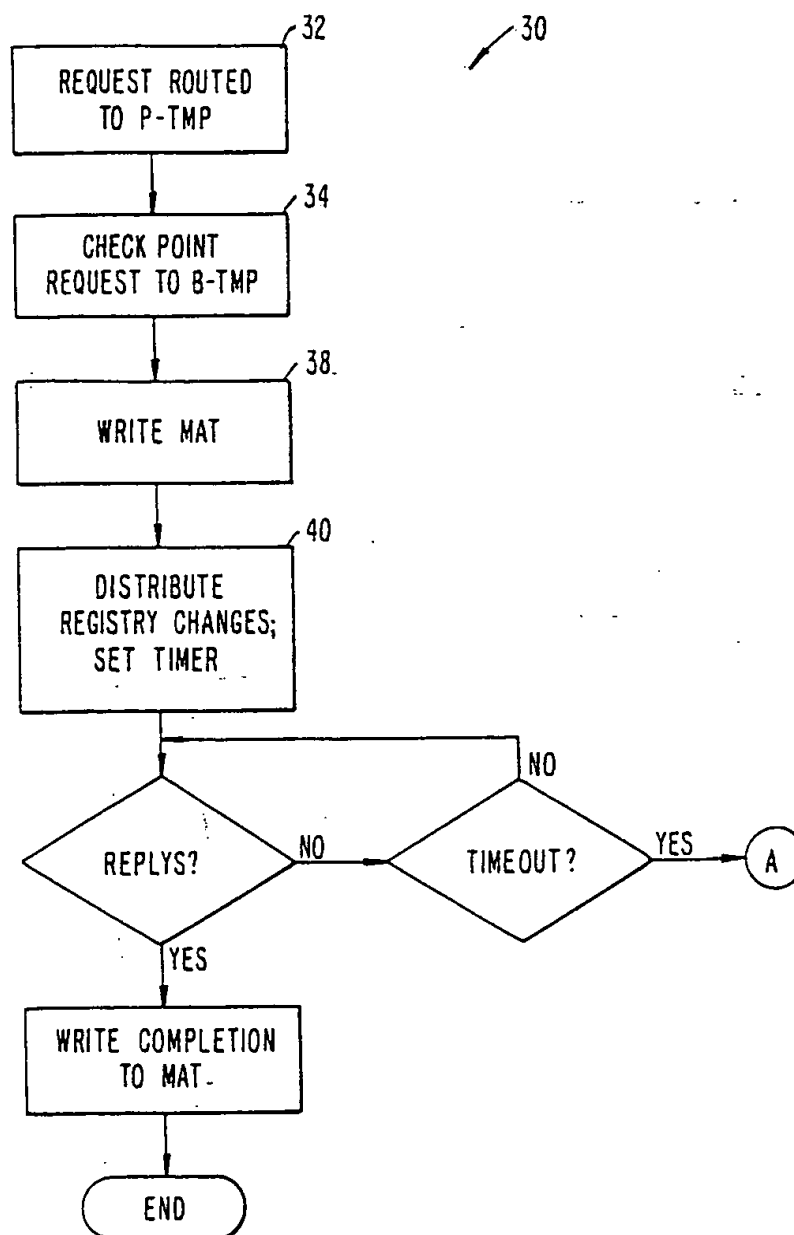 32
30
REQUEST ROUTED
TO P-TMP
34
CHECK POINT
REQUEST TO B-TMP
38
WRITE MAT
40
DISTRIBUTE
REGISTRY CHANGES;
SET TIMER
NO
REPLYS?
NO
TIMEOUT?
YES
A
YES
WRITE COMPLETION
TO MAT
END